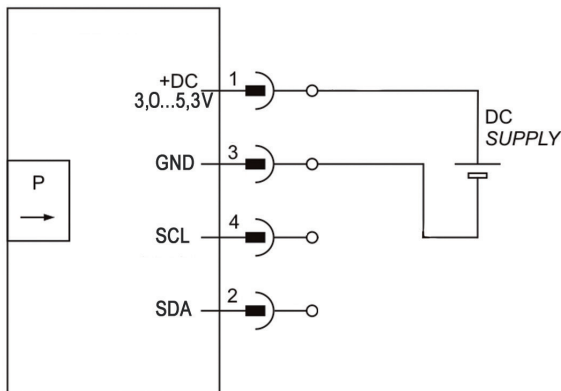 +DC
3,0...5,3V
1
DC
SUPPLY
GND
3
P
SCL
4
SDA
2